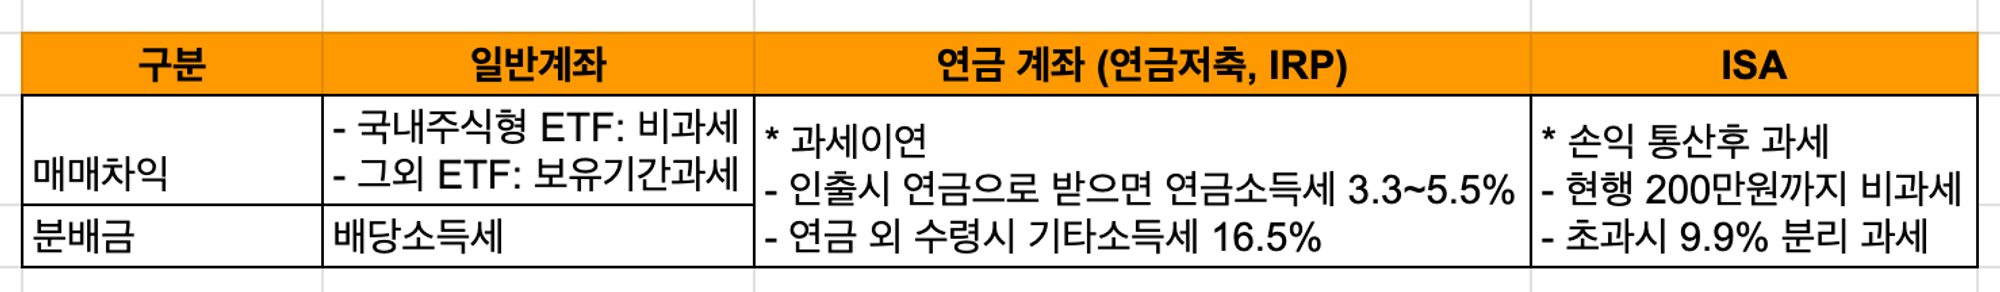 구분
일반계좌
연금 계좌 (연금저축, IRP)
ISA
매매차익
- 국내주식형 ETF: 비과세
- 그외 ETF: 보유기간과세
* 과세이연
- 인출시 연금으로 받으면 연금소득세 3.3~5.5%
- 연금 외 수령시 기타소득세 16.5%
* 손익 통산후 과세
- 현행 200만원까지 비과세
- 초과시 9.9% 분리 과세
분배금
배당소득세